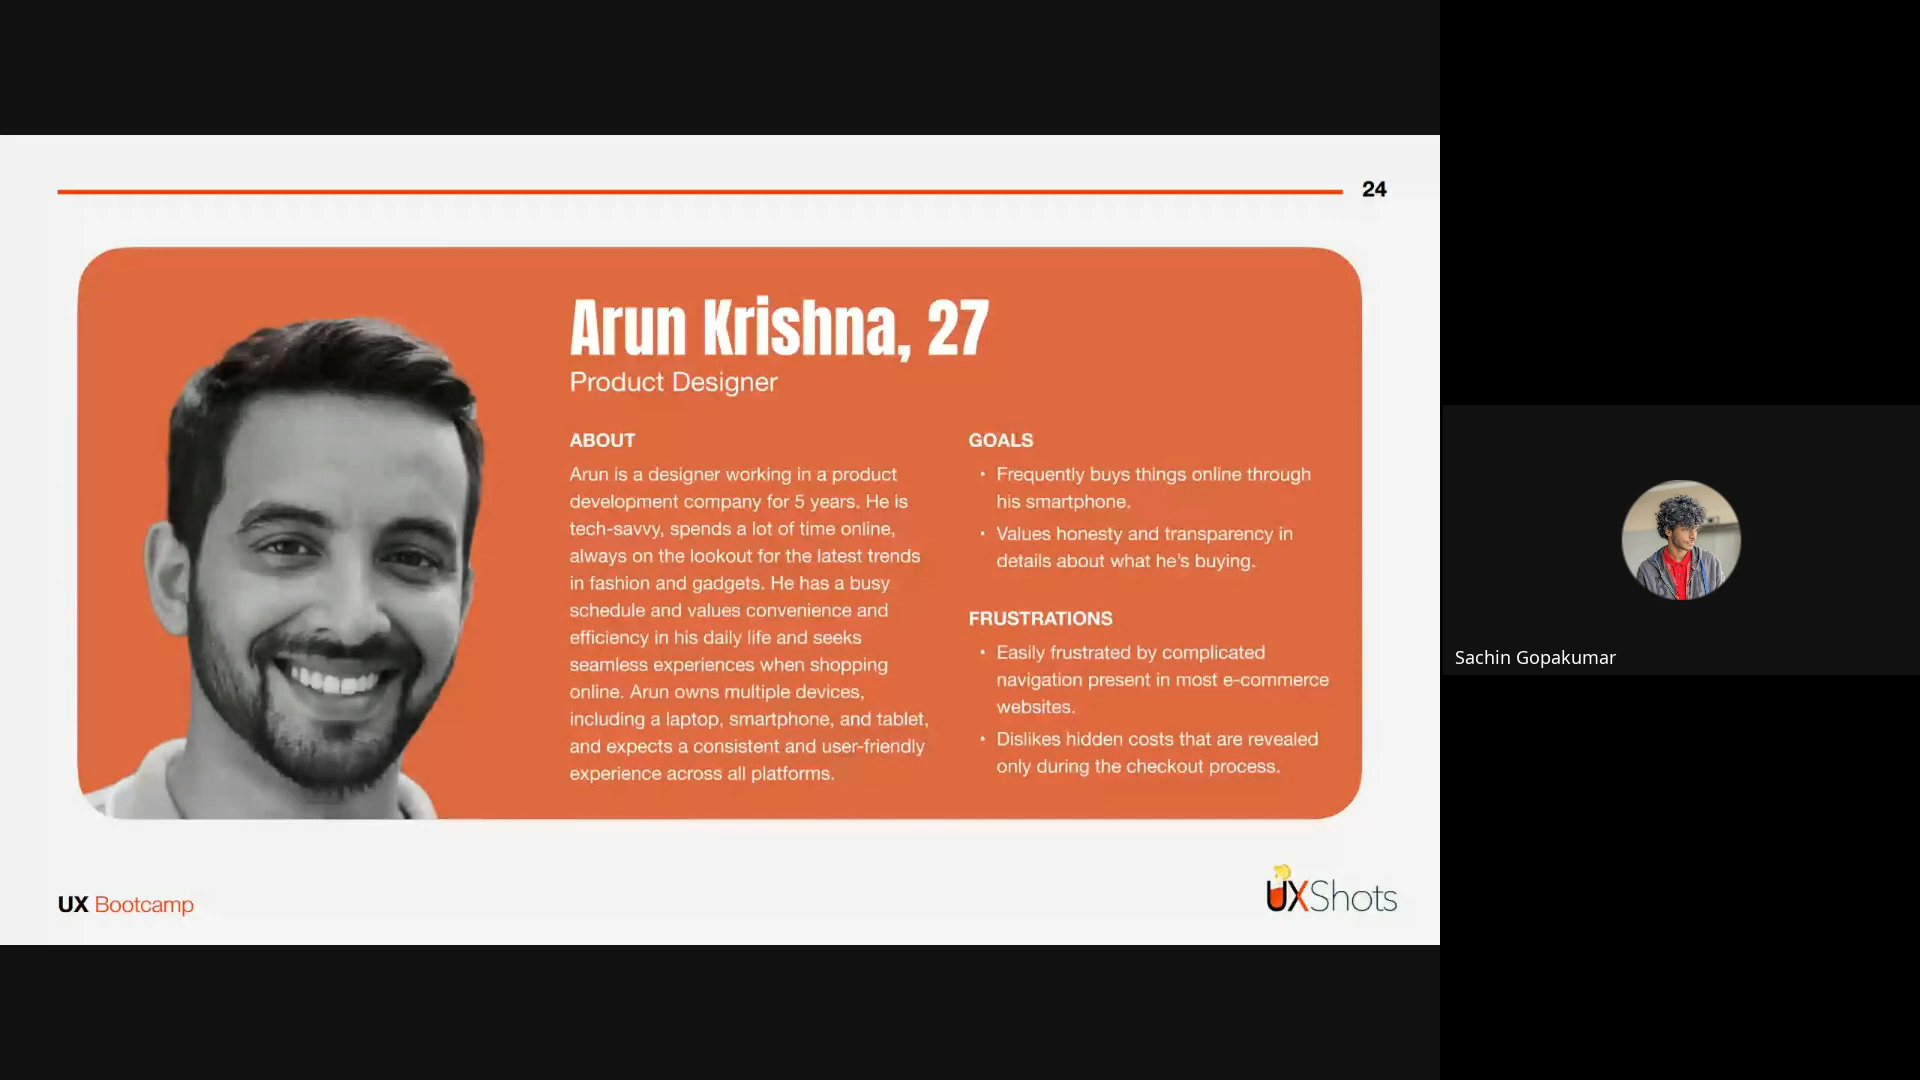 24
Arun Krishna, 27
Product Designer
ABOUT
Arun is a designer working in a product
development company for 5 years. He is
tech-savvy, spends a lot of time online,
always on the lookout for the latest trends
in fashion and gadgets. He has a busy
schedule and values convenience and
efficiency in his daily life and seeks
seamless experiences when shopping
online. Arun owns multiple devices,
including a laptop, smartphone, and tablet,
and expects a consistent and user-friendly
experience across all platforms.
GOALS
• Frequently buys things online through
his smartphone.
• Values honesty and transparency in
details about what he's buying.
FRUSTRATIONS
• Easily frustrated by complicated
navigation present in most e-commerce
websites.
• Dislikes hidden costs that are revealed
only during the checkout process.
UX Bootcamp
UXShots
Sachin Gopakumar